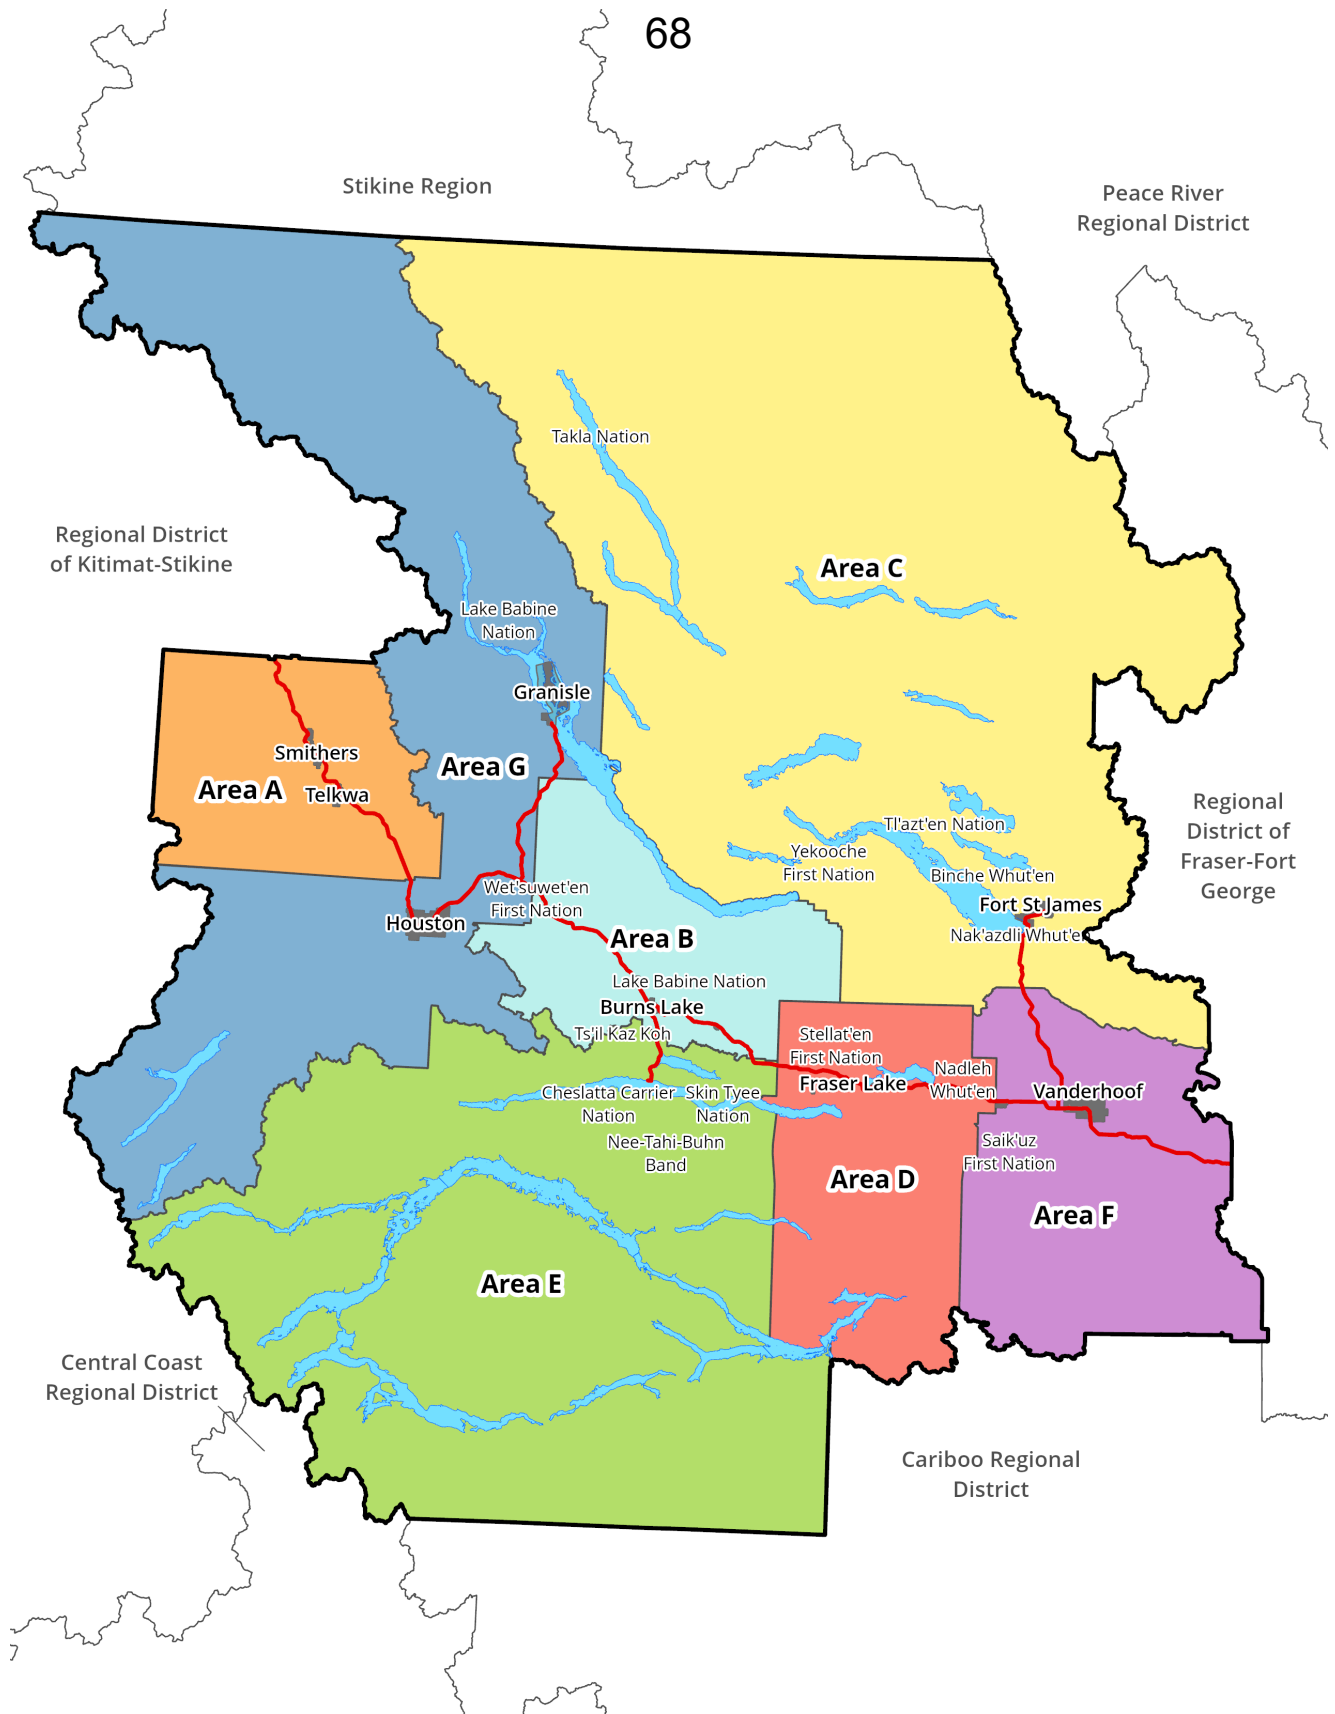 68
Stikine Region
Peace River
Regional District
Takla Nation
Regional District
of Kitimat-Stikine
Area C
Lake Babine
Nation
Granisle
Smithers
Area G
Area A
Telkwa
Regional
District of
Fraser-Fort
George
Tl'azt'en Nation
Yekooche
First Nation
Binche Whut'en
Wet'suwet'en
First Nation
Fort St James
Houston
Nak'azdli Whut'en
Area B
Lake Babine Nation
Burns Lake
Ts'il Kaz Koh
Stellat'en
First Nation
Nadleh
Whut'en
Fraser Lake
Vanderhoof
Cheslatta Carrier
Nation
Skin Tyee
Nation
Nee-Tahi-Buhn
Band
Saik'uz
First Nation
Area D
Area F
Area E
Central Coast
Regional District
Cariboo Regional
District